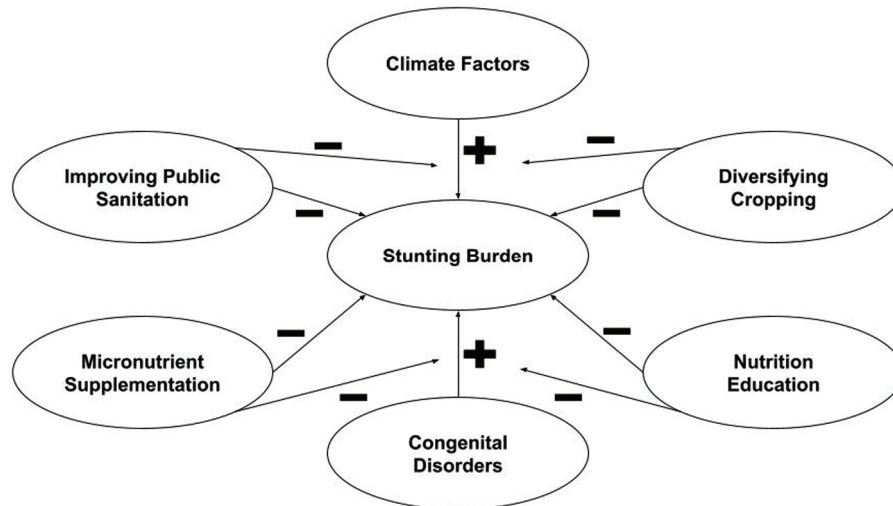 Climate Factors
Improving Public
Sanitation
Diversifying
Cropping
Stunting Burden
Micronutrient
Supplementation
Nutrition
Education
Congenital
Disorders